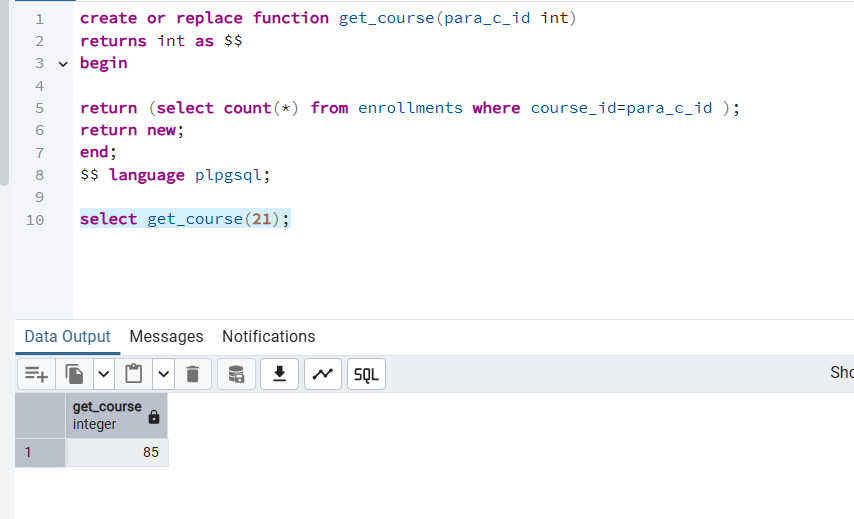 1 create or replace function get_course(para_c_id int)
2 returns int as $$
3 begin
4
5 return (select count(*) from enrollments where course_id=para_c_id );
6 return new;
7 end;
8 $$ language plpgsql;
9
10 select get_course(21);
Data Output Messages Notifications
SQL
Sho
get_course
integer
1 85